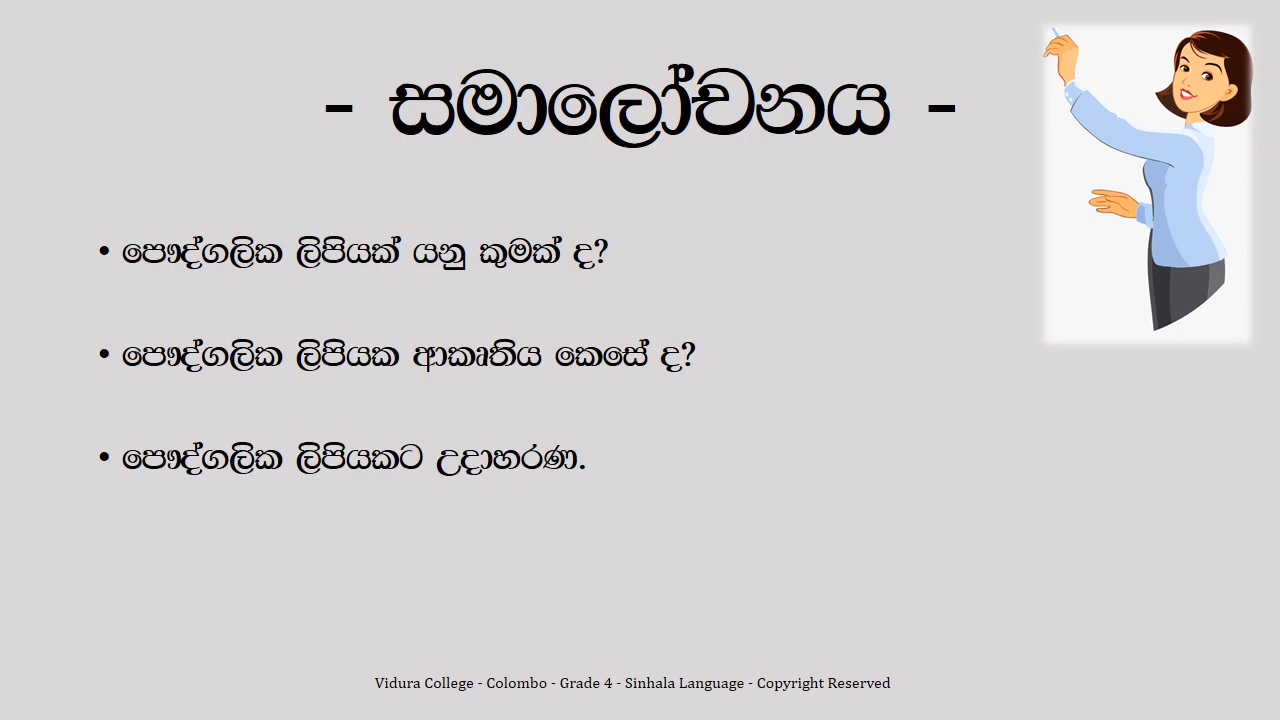 - සමාලෝචනය -
• පෞද්ගලික ලිපියක් යනු කුමක් ද?
• පෞද්ගලික ලිපියක ආකෘතිය කෙසේ ද?
• පෞද්ගලික ලිපියකට උදාහරණ.
Vidura College - Colombo - Grade 4 - Sinhala Language - Copyright Reserved